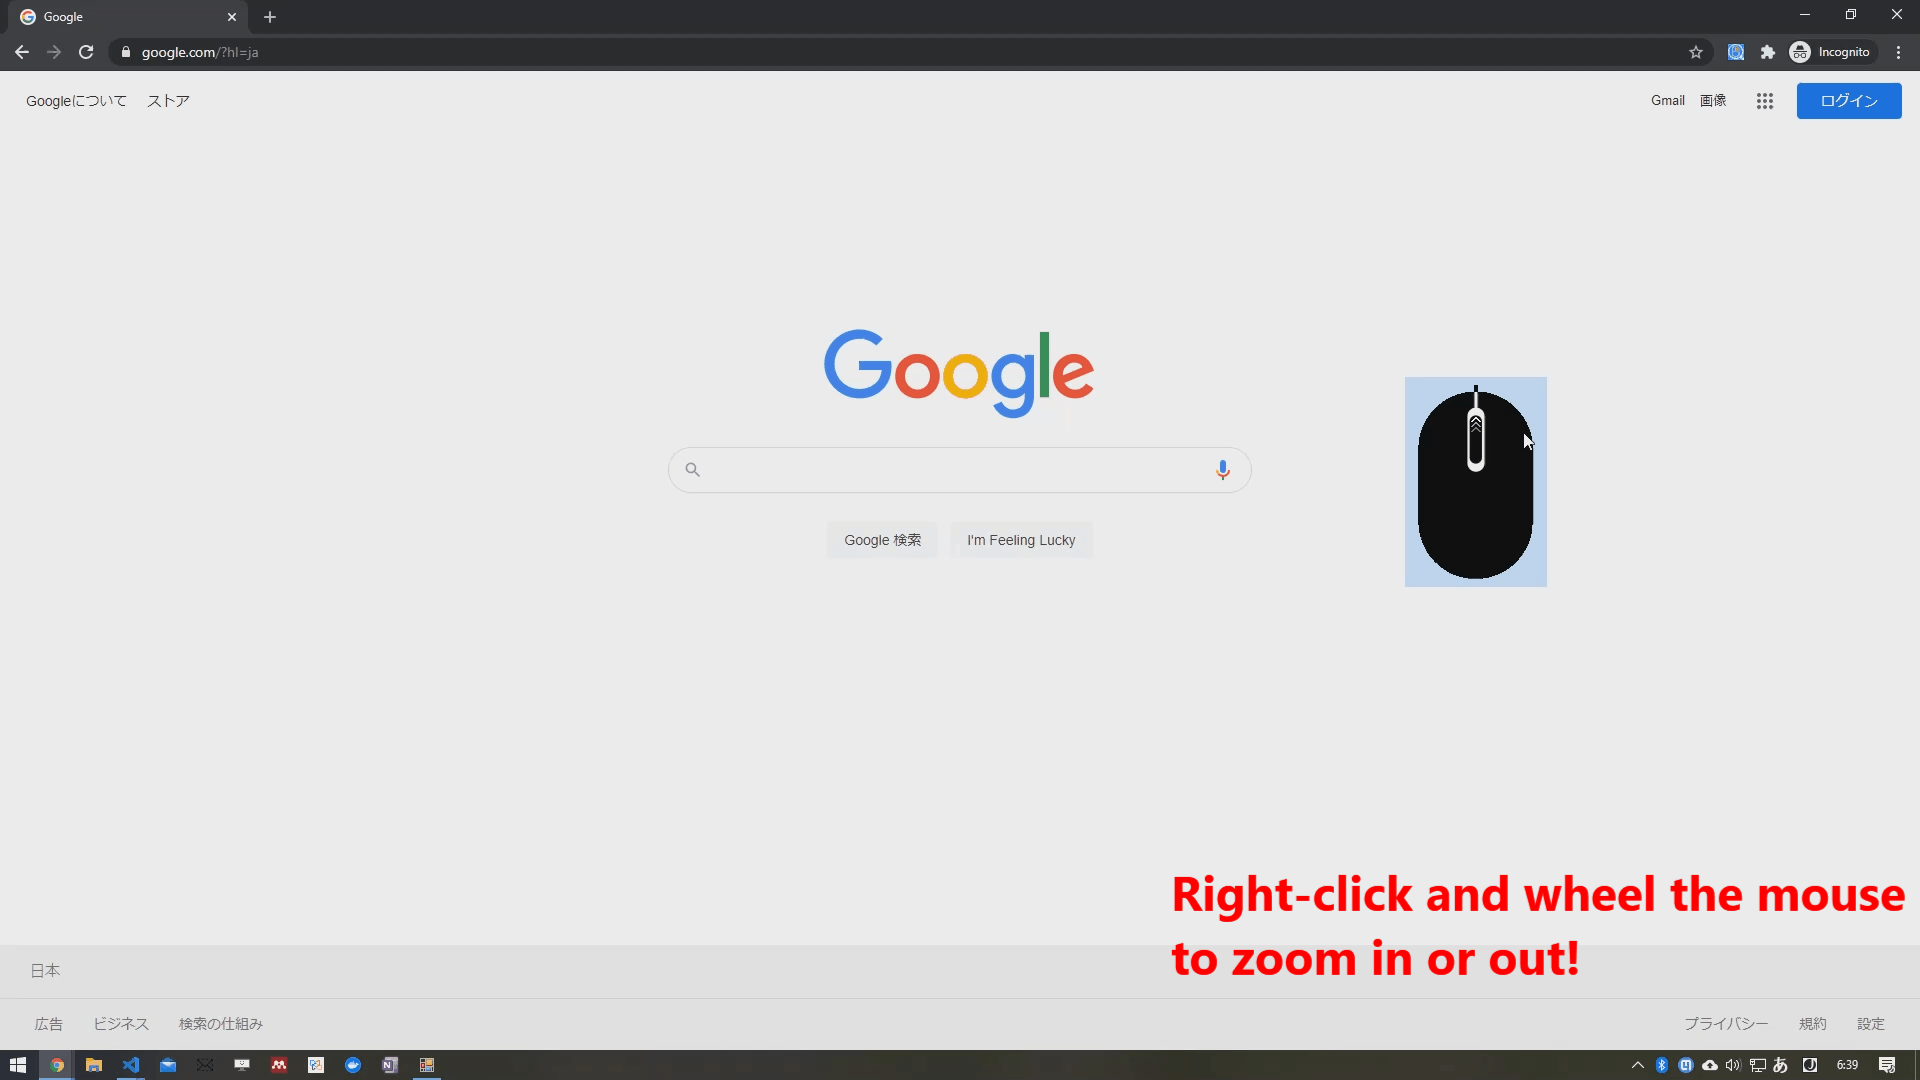 Google
google.com/?hl=ja
Incognito
Googleについて ストア
Gmail 画像 ログイン
Google
Google 検索 I'm Feeling Lucky
Right-click and wheel the mouse
to zoom in or out!
日本
広告 ビジネス 検索の仕組み
プライバシー 規約 設定
あ
6:39